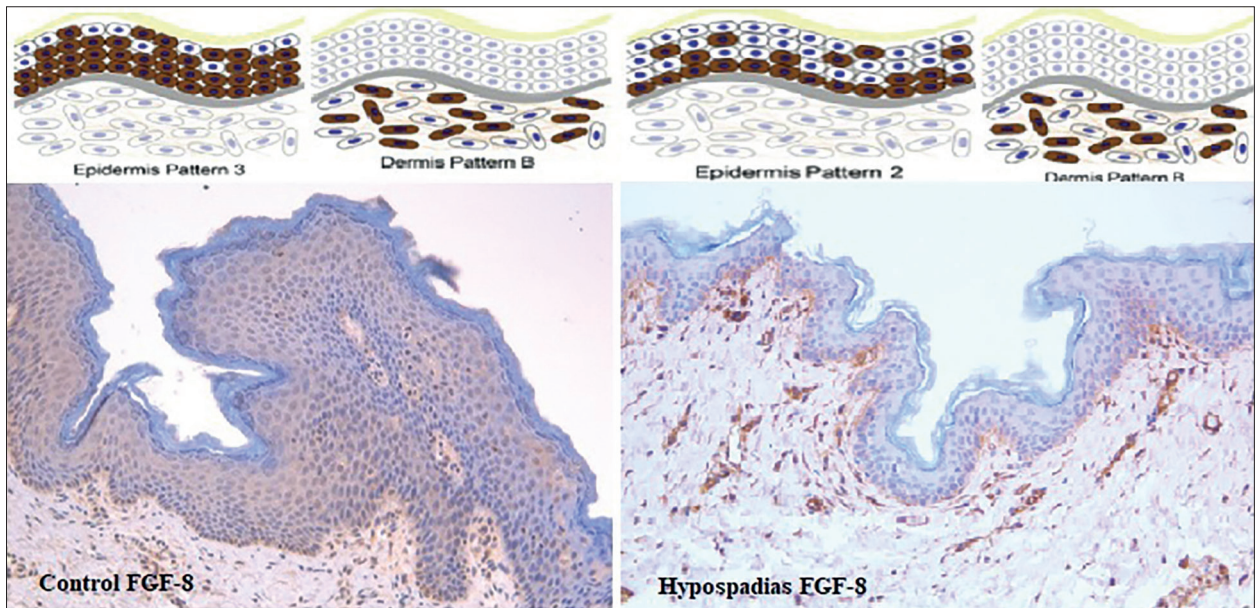 Epidermis Pattern 3
Dermis Pattern B
Epidermis Pattern 2
Dermis Pattern B
Control FGF-8
Hypospadias FGF-8